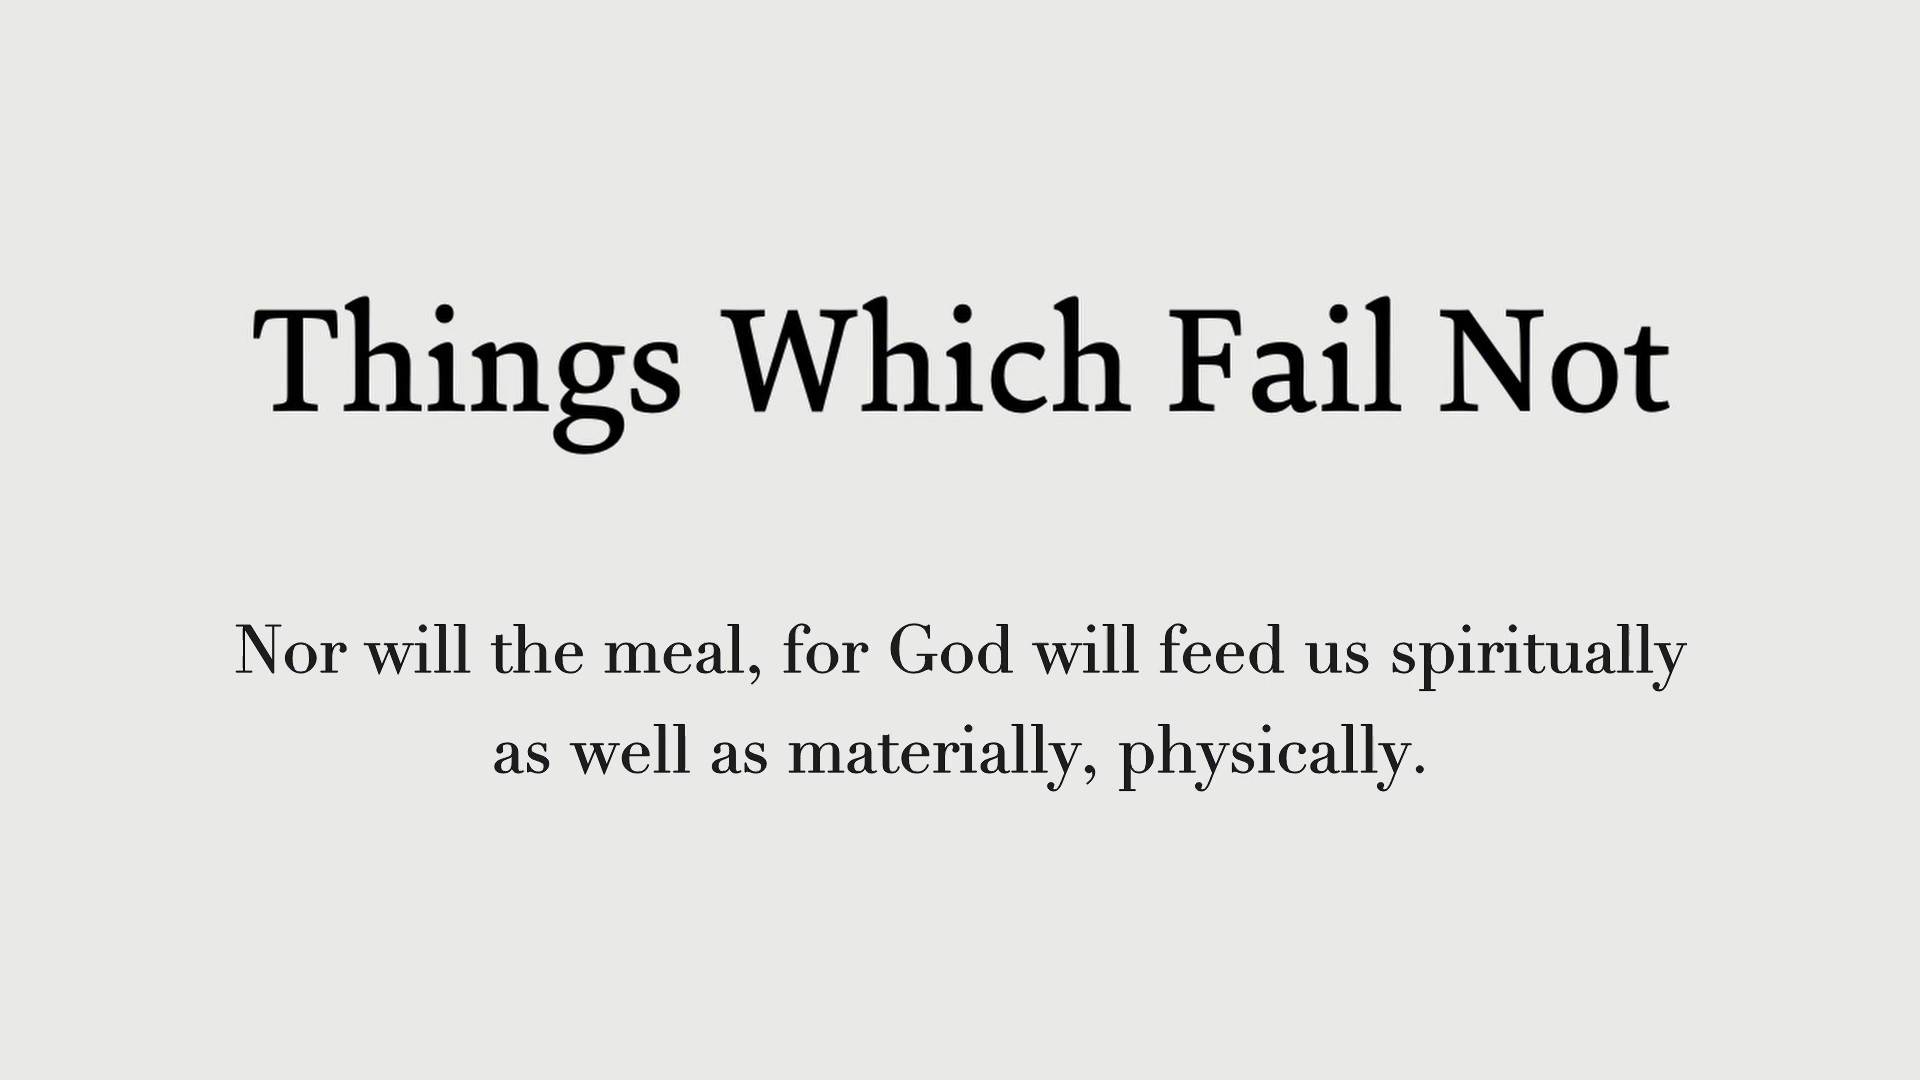 Things Which Fail Not
Nor will the meal, for God will feed us spiritually
as well as materially, physically.